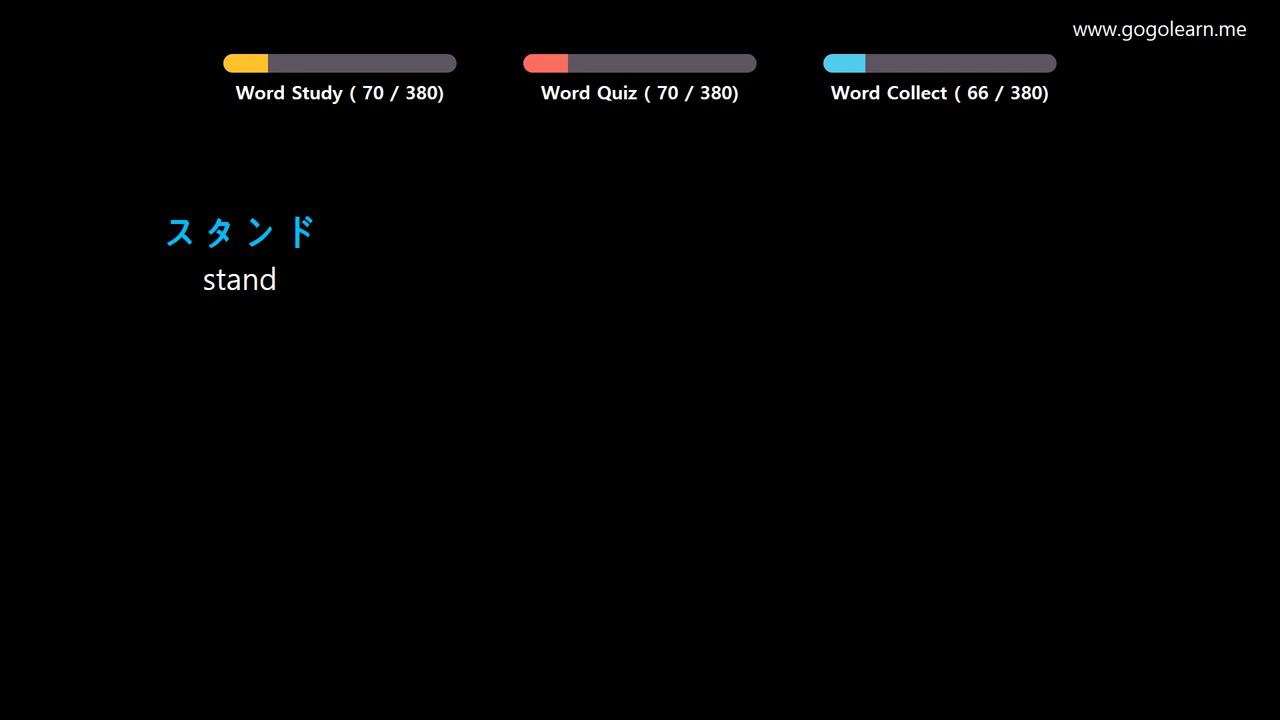 www.gogolearn.me
Word Study ( 70 / 380)
Word Quiz ( 70 / 380)
Word Collect ( 66 / 380)
スタンド
stand